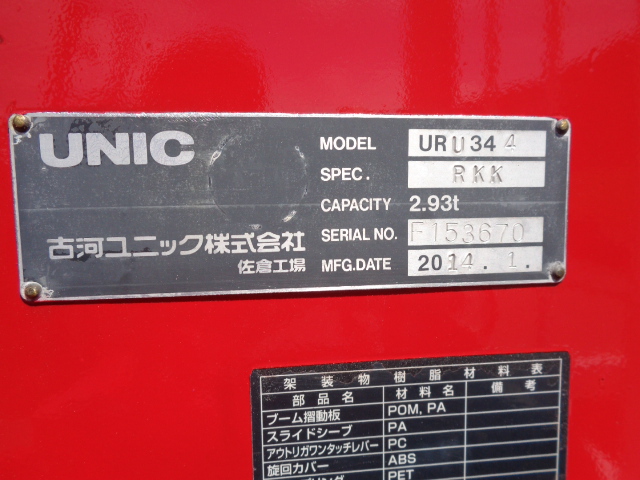 UNIC
MODEL URU344
SPEC. RKK
CAPACITY 2.93t
古河ユニック株式会社
佐倉工場
SERIAL NO. F153670
MFG.DATE 2014.1.
架装物樹脂材料表
部品名 材料名 備考
ブーム摺動板 POM, PA
スライドシーブ PA
アウトリガワンタッチレバー PC
旋回カバー ABS
PET